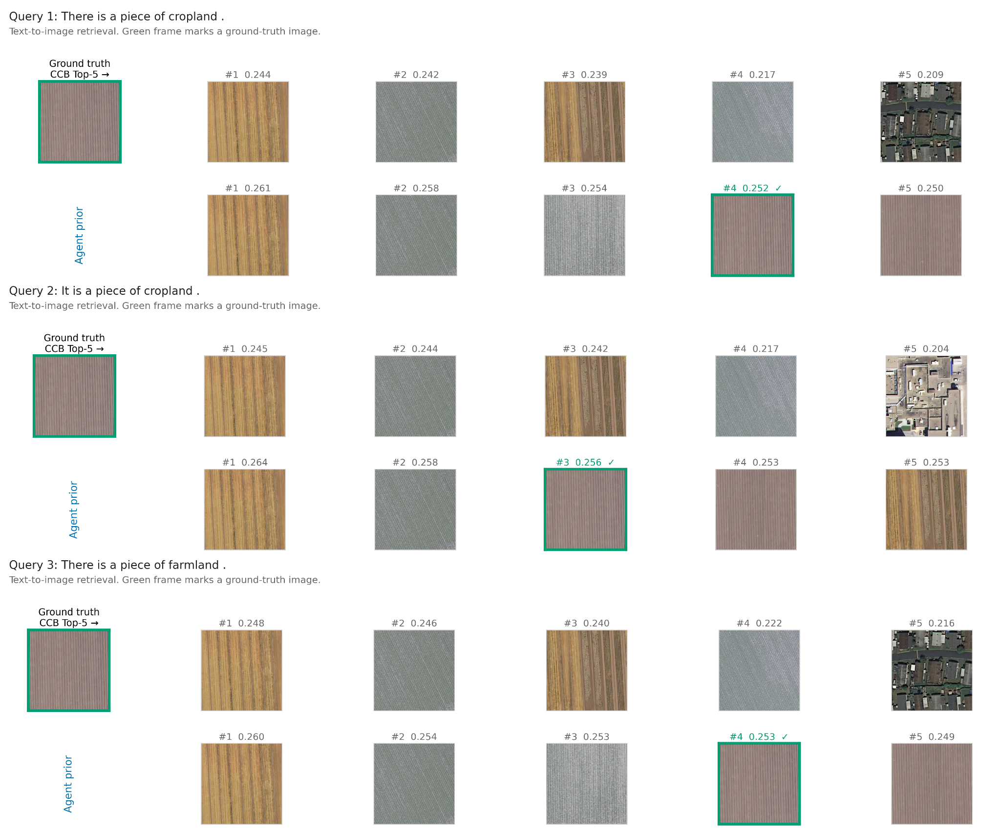 Query 1: There is a piece of cropland .
Text-to-image retrieval. Green frame marks a ground-truth image.
Ground truth
CCB Top-5 →
#1 0.244
#2 0.242
#3 0.239
#4 0.217
#5 0.209
Agent prior
#1 0.261
#2 0.258
#3 0.254
#4 0.252 ✓
#5 0.250
Query 2: It is a piece of cropland .
Text-to-image retrieval. Green frame marks a ground-truth image.
Ground truth
CCB Top-5 →
#1 0.245
#2 0.244
#3 0.242
#4 0.217
#5 0.204
Agent prior
#1 0.264
#2 0.258
#3 0.256 ✓
#4 0.253
#5 0.253
Query 3: There is a piece of farmland .
Text-to-image retrieval. Green frame marks a ground-truth image.
Ground truth
CCB Top-5 →
#1 0.248
#2 0.246
#3 0.240
#4 0.222
#5 0.216
Agent prior
#1 0.260
#2 0.254
#3 0.253
#4 0.253 ✓
#5 0.249